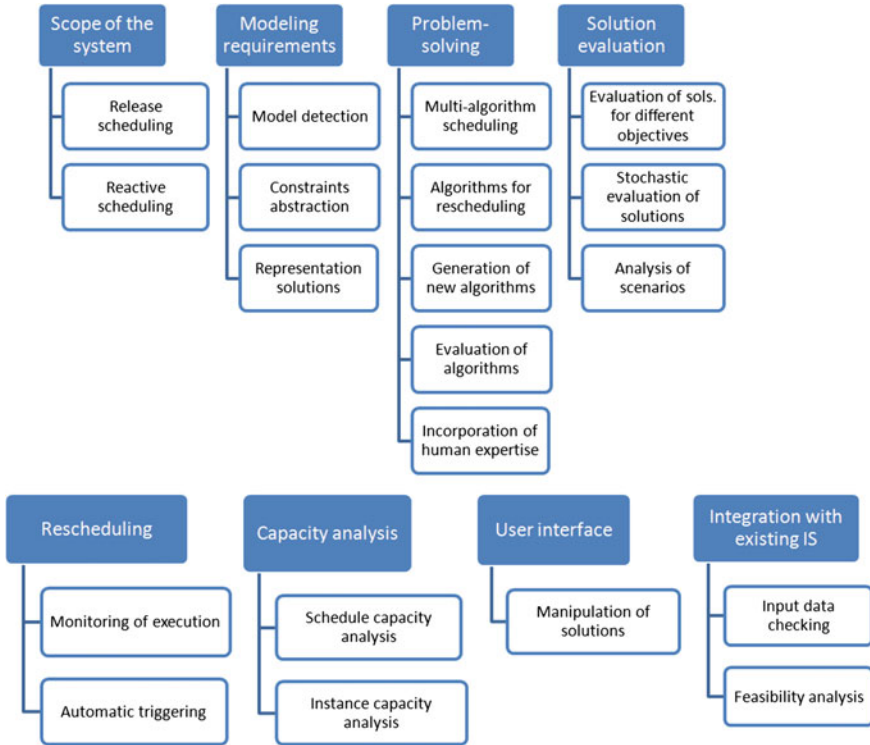 Scope of the
system
Release
scheduling
Reactive
scheduling
Modeling
requirements
Model detection
Constraints
abstraction
Representation
solutions
Problem-
solving
Multi-algorithm
scheduling
Algorithms for
rescheduling
Generation of
new algorithms
Evaluation of
algorithms
Incorporation of
human expertise
Solution
evaluation
Evaluation of sols.
for different
objectives
Stochastic
evaluation of
solutions
Analysis of
scenarios
Rescheduling
Monitoring of execution
Automatic triggering
Capacity analysis
Schedule capacity
analysis
Instance capacity
analysis
User interface
Manipulation of
solutions
Integration with
existing IS
Input data
checking
Feasibility analysis